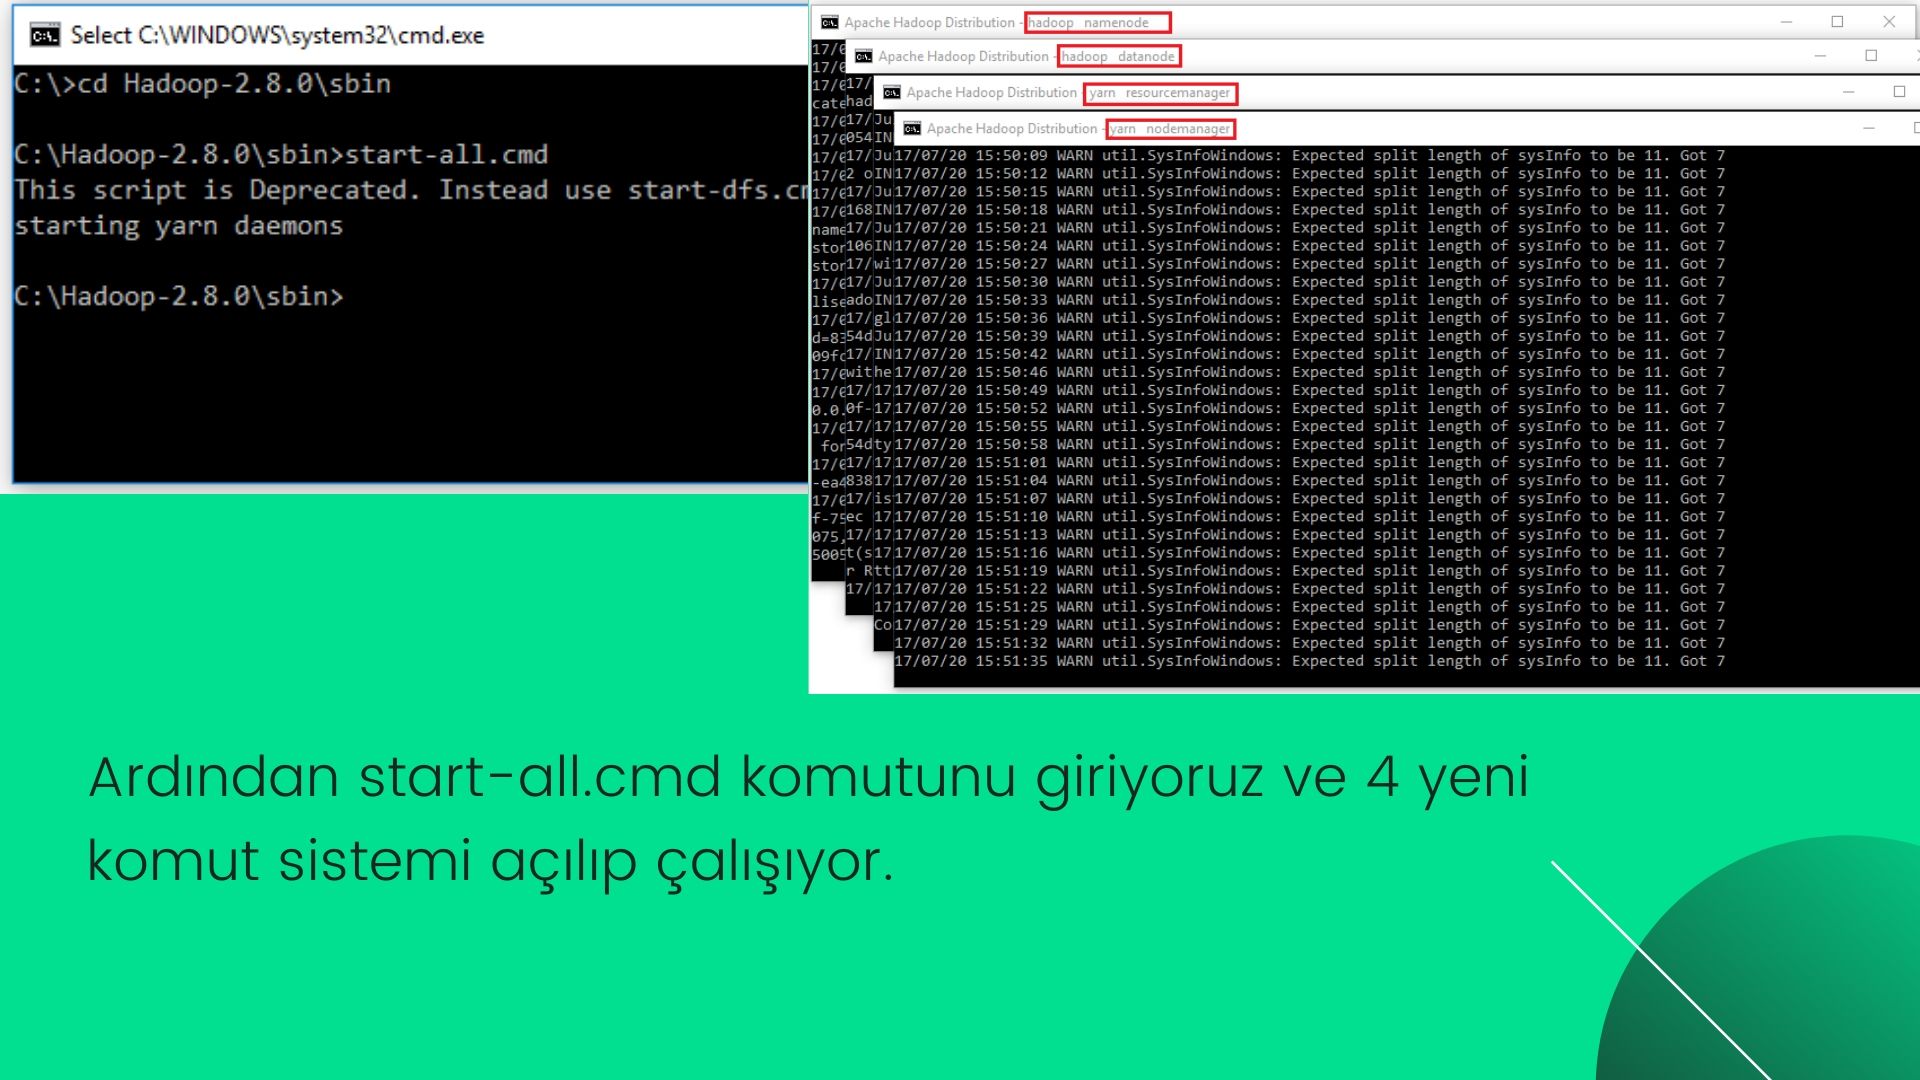 Select C:\WINDOWS\system32\cmd.exe
C:\>cd Hadoop-2.8.0\sbin
C:\Hadoop-2.8.0\sbin>start-all.cmd
This script is Deprecated. Instead use start-dfs.cm
starting yarn daemons
C:\Hadoop-2.8.0\sbin>
Apache Hadoop Distribution - hadoop namenode
Apache Hadoop Distribution - hadoop datanode
Apache Hadoop Distribution - yarn resourcemanager
Apache Hadoop Distribution - yarn nodemanager
17/07/20 15:50:09 WARN util.SysInfoWindows: Expected split length of sysInfo to be 11. Got 7
17/07/20 15:50:12 WARN util.SysInfoWindows: Expected split length of sysInfo to be 11. Got 7
17/07/20 15:50:15 WARN util.SysInfoWindows: Expected split length of sysInfo to be 11. Got 7
17/07/20 15:50:18 WARN util.SysInfoWindows: Expected split length of sysInfo to be 11. Got 7
17/07/20 15:50:21 WARN util.SysInfoWindows: Expected split length of sysInfo to be 11. Got 7
17/07/20 15:50:24 WARN util.SysInfoWindows: Expected split length of sysInfo to be 11. Got 7
17/07/20 15:50:27 WARN util.SysInfoWindows: Expected split length of sysInfo to be 11. Got 7
17/07/20 15:50:30 WARN util.SysInfoWindows: Expected split length of sysInfo to be 11. Got 7
17/07/20 15:50:33 WARN util.SysInfoWindows: Expected split length of sysInfo to be 11. Got 7
17/07/20 15:50:36 WARN util.SysInfoWindows: Expected split length of sysInfo to be 11. Got 7
17/07/20 15:50:39 WARN util.SysInfoWindows: Expected split length of sysInfo to be 11. Got 7
17/07/20 15:50:42 WARN util.SysInfoWindows: Expected split length of sysInfo to be 11. Got 7
17/07/20 15:50:46 WARN util.SysInfoWindows: Expected split length of sysInfo to be 11. Got 7
17/07/20 15:50:49 WARN util.SysInfoWindows: Expected split length of sysInfo to be 11. Got 7
17/07/20 15:50:52 WARN util.SysInfoWindows: Expected split length of sysInfo to be 11. Got 7
17/07/20 15:50:55 WARN util.SysInfoWindows: Expected split length of sysInfo to be 11. Got 7
17/07/20 15:50:58 WARN util.SysInfoWindows: Expected split length of sysInfo to be 11. Got 7
17/07/20 15:51:01 WARN util.SysInfoWindows: Expected split length of sysInfo to be 11. Got 7
17/07/20 15:51:04 WARN util.SysInfoWindows: Expected split length of sysInfo to be 11. Got 7
17/07/20 15:51:07 WARN util.SysInfoWindows: Expected split length of sysInfo to be 11. Got 7
17/07/20 15:51:10 WARN util.SysInfoWindows: Expected split length of sysInfo to be 11. Got 7
17/07/20 15:51:13 WARN util.SysInfoWindows: Expected split length of sysInfo to be 11. Got 7
17/07/20 15:51:16 WARN util.SysInfoWindows: Expected split length of sysInfo to be 11. Got 7
17/07/20 15:51:19 WARN util.SysInfoWindows: Expected split length of sysInfo to be 11. Got 7
17/07/20 15:51:22 WARN util.SysInfoWindows: Expected split length of sysInfo to be 11. Got 7
17/07/20 15:51:25 WARN util.SysInfoWindows: Expected split length of sysInfo to be 11. Got 7
17/07/20 15:51:29 WARN util.SysInfoWindows: Expected split length of sysInfo to be 11. Got 7
17/07/20 15:51:32 WARN util.SysInfoWindows: Expected split length of sysInfo to be 11. Got 7
17/07/20 15:51:35 WARN util.SysInfoWindows: Expected split length of sysInfo to be 11. Got 7
Ardından start-all.cmd komutunu giriyoruz ve 4 yeni
komut sistemi açılıp çalışıyor.